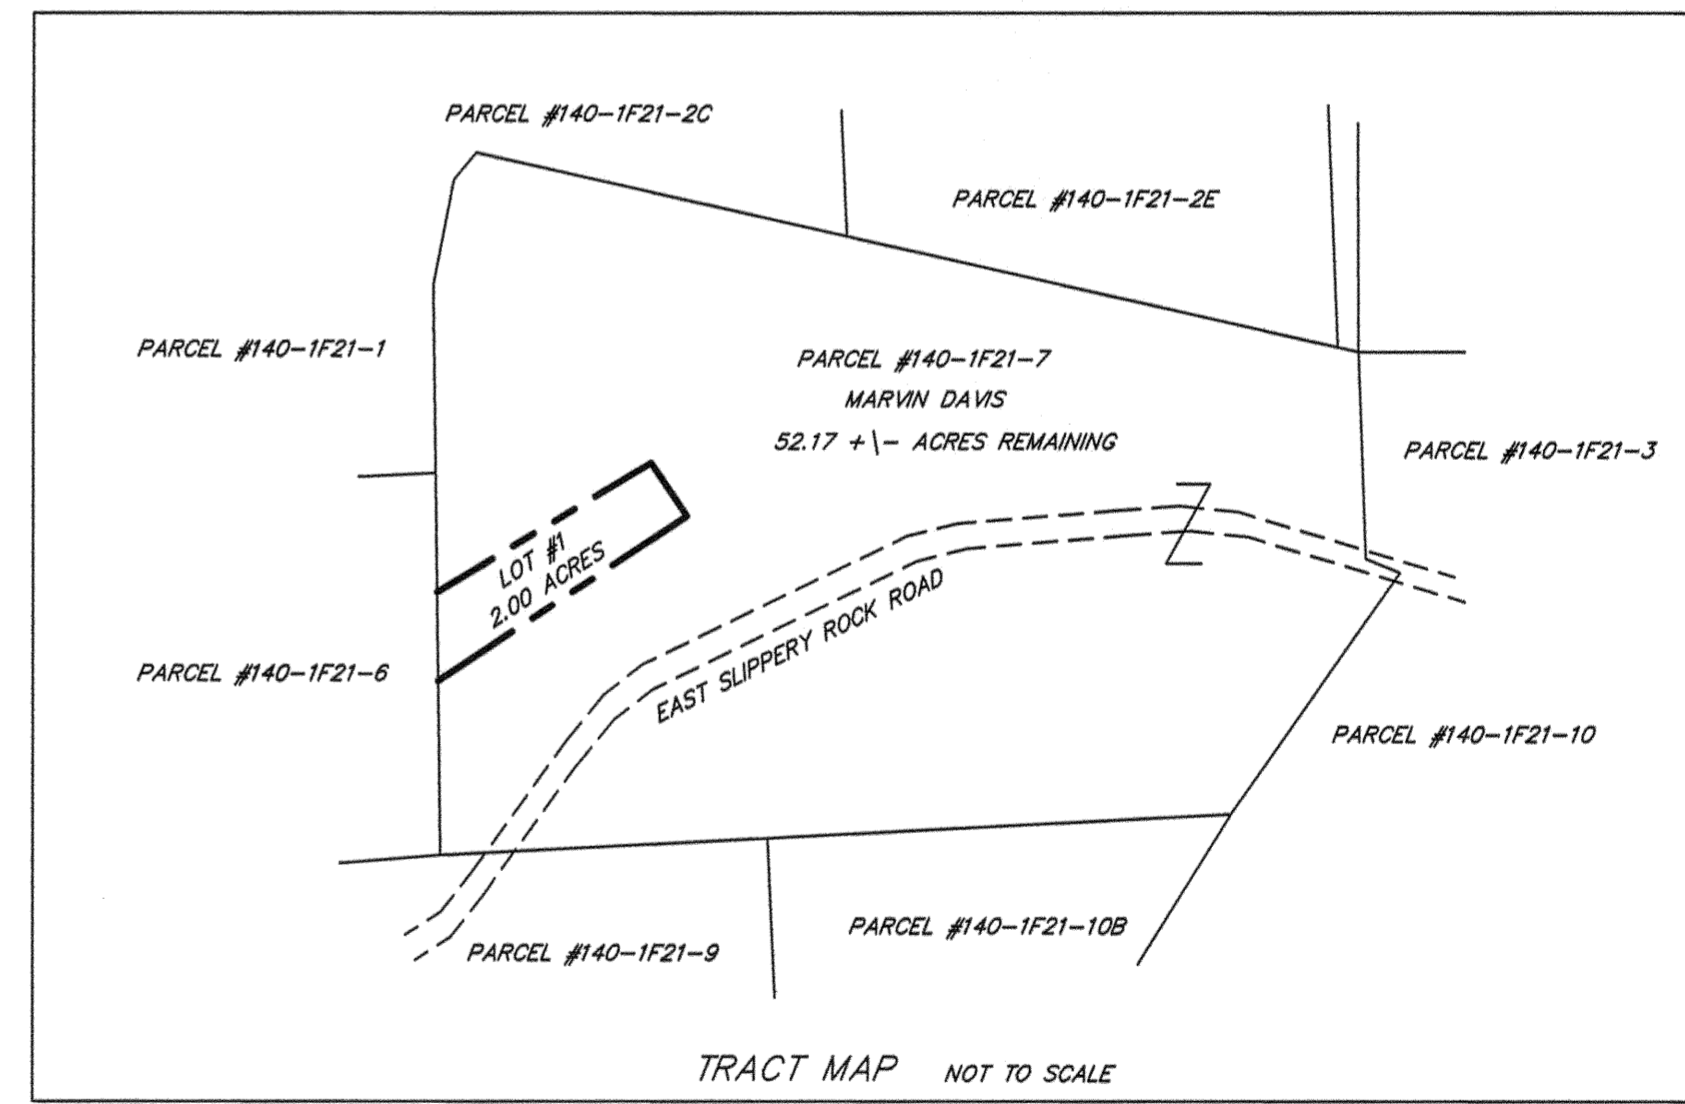 PARCEL #140-1F21-2C
PARCEL #140-1F21-2E
PARCEL #140-1F21-1
PARCEL #140-1F21-7
MARVIN DAVIS
52.17 +\- ACRES REMAINING
PARCEL #140-1F21-3
LOT #1
2.00 ACRES
EAST SLIPPERY ROCK ROAD
PARCEL #140-1F21-6
PARCEL #140-1F21-10
PARCEL #140-1F21-10B
PARCEL #140-1F21-9
TRACT MAP NOT TO SCALE